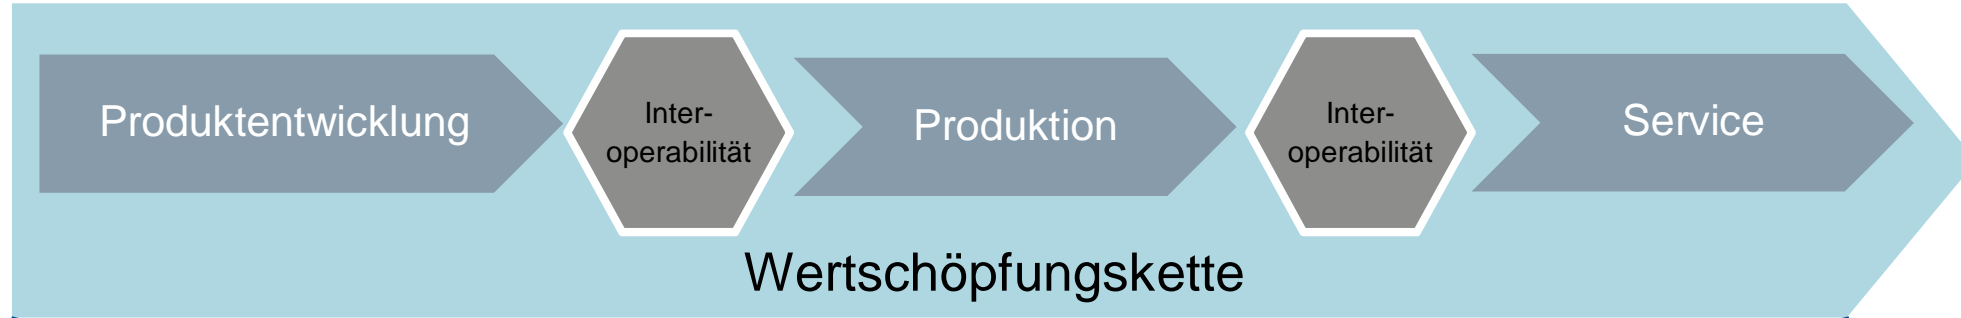 Produktentwicklung
Inter-
operabilität
Produktion
Inter-
operabilität
Service
Wertschöpfungskette